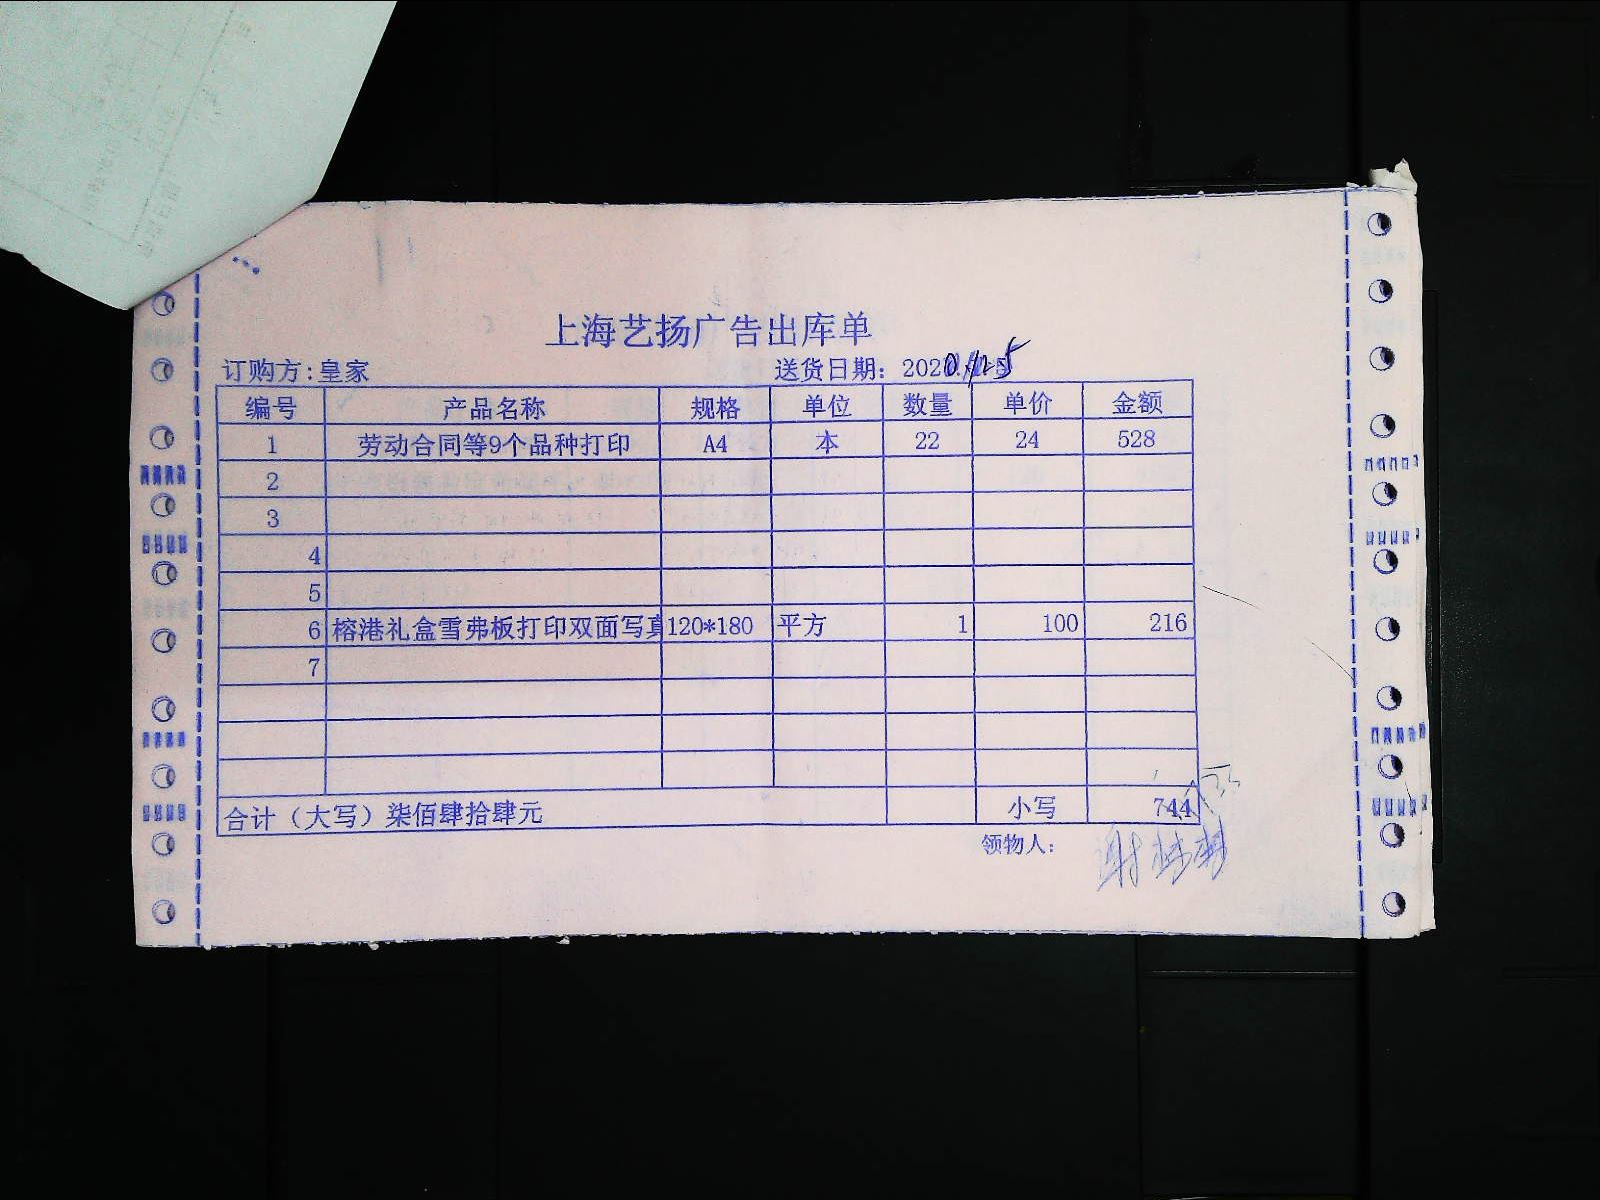 上海艺扬广告出库单
订购方:皇家 送货日期:
编号 产品名称 规格 单位 数量 单价 金额
1 劳动合同等9个品种打印 A4 本 22 24 528
2
3
4
5
6 榕港礼盒雪弗板打印双面写真 120*180 平方 1 100 216
7
合计（大写）柒佰肆拾肆元 小写 744
领物人: